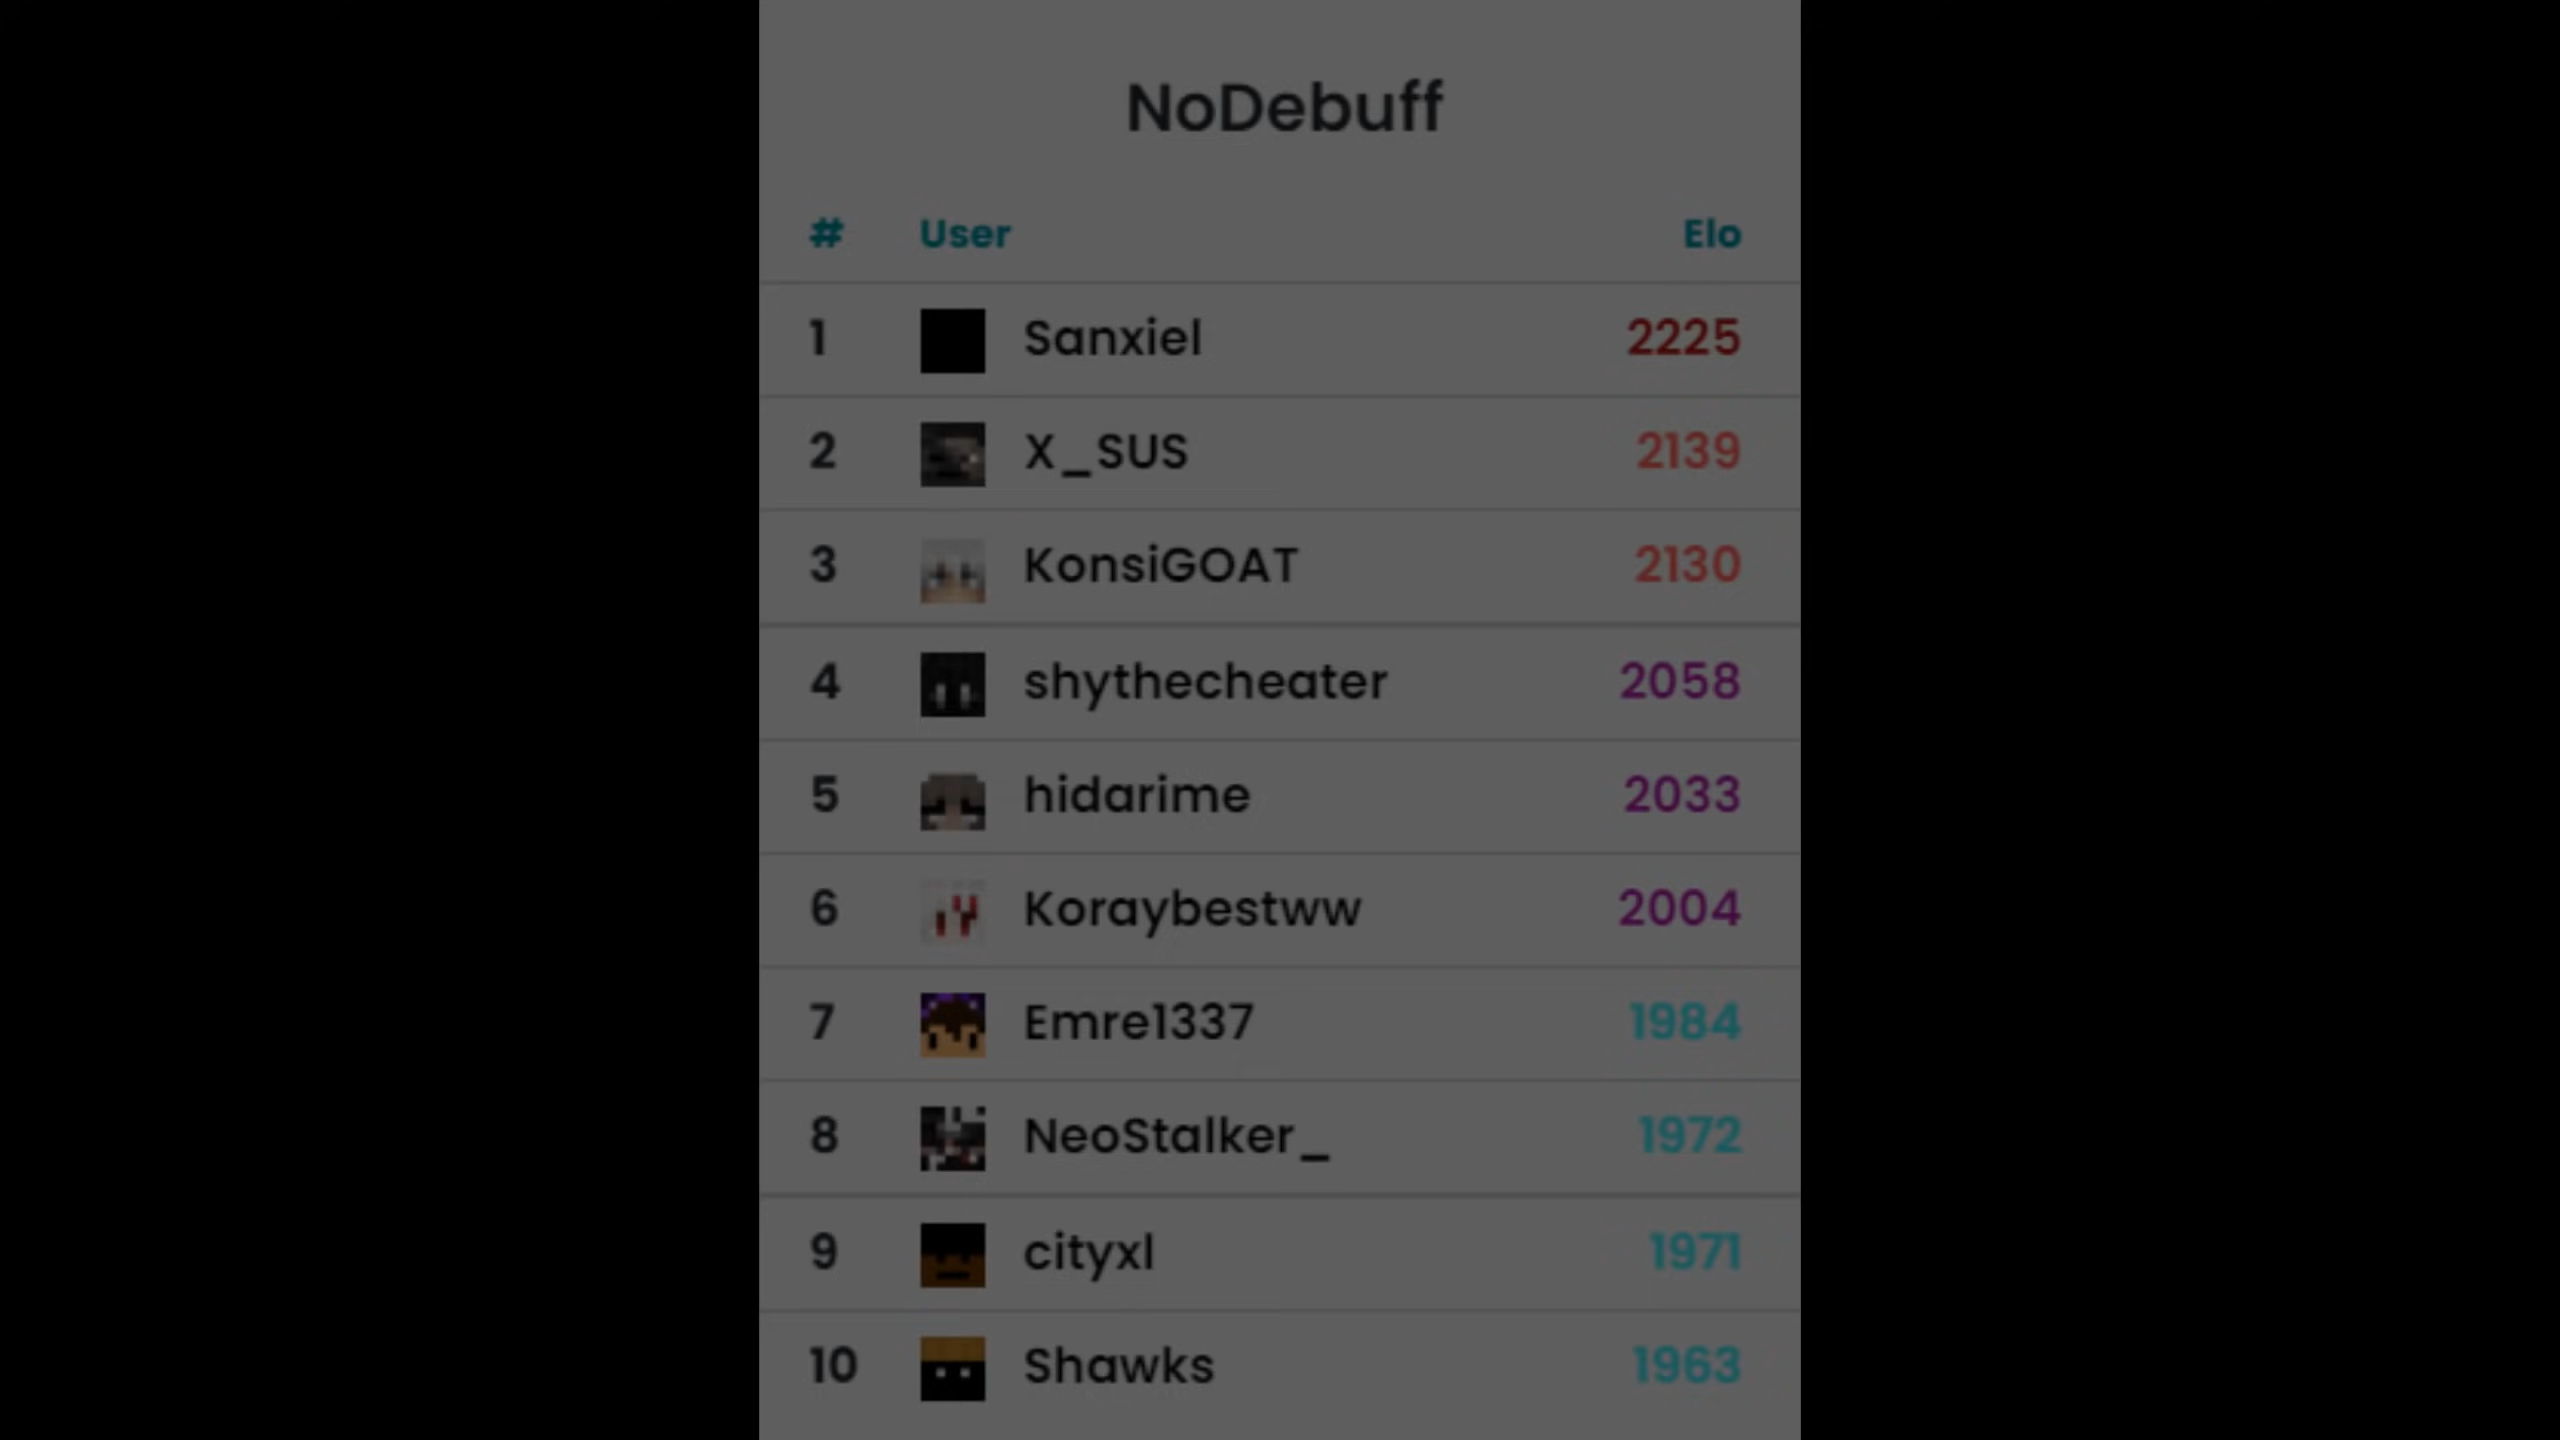 NoDebuff
# User Elo
1 Sanxiel 2225
2 X_SUS 2139
3 KonsiGOAT 2130
4 shythecheater 2058
5 hidarime 2033
6 Koraybestww 2004
7 Emre1337 1984
8 NeoStalker_ 1972
9 cityxl 1971
10 Shawks 1963